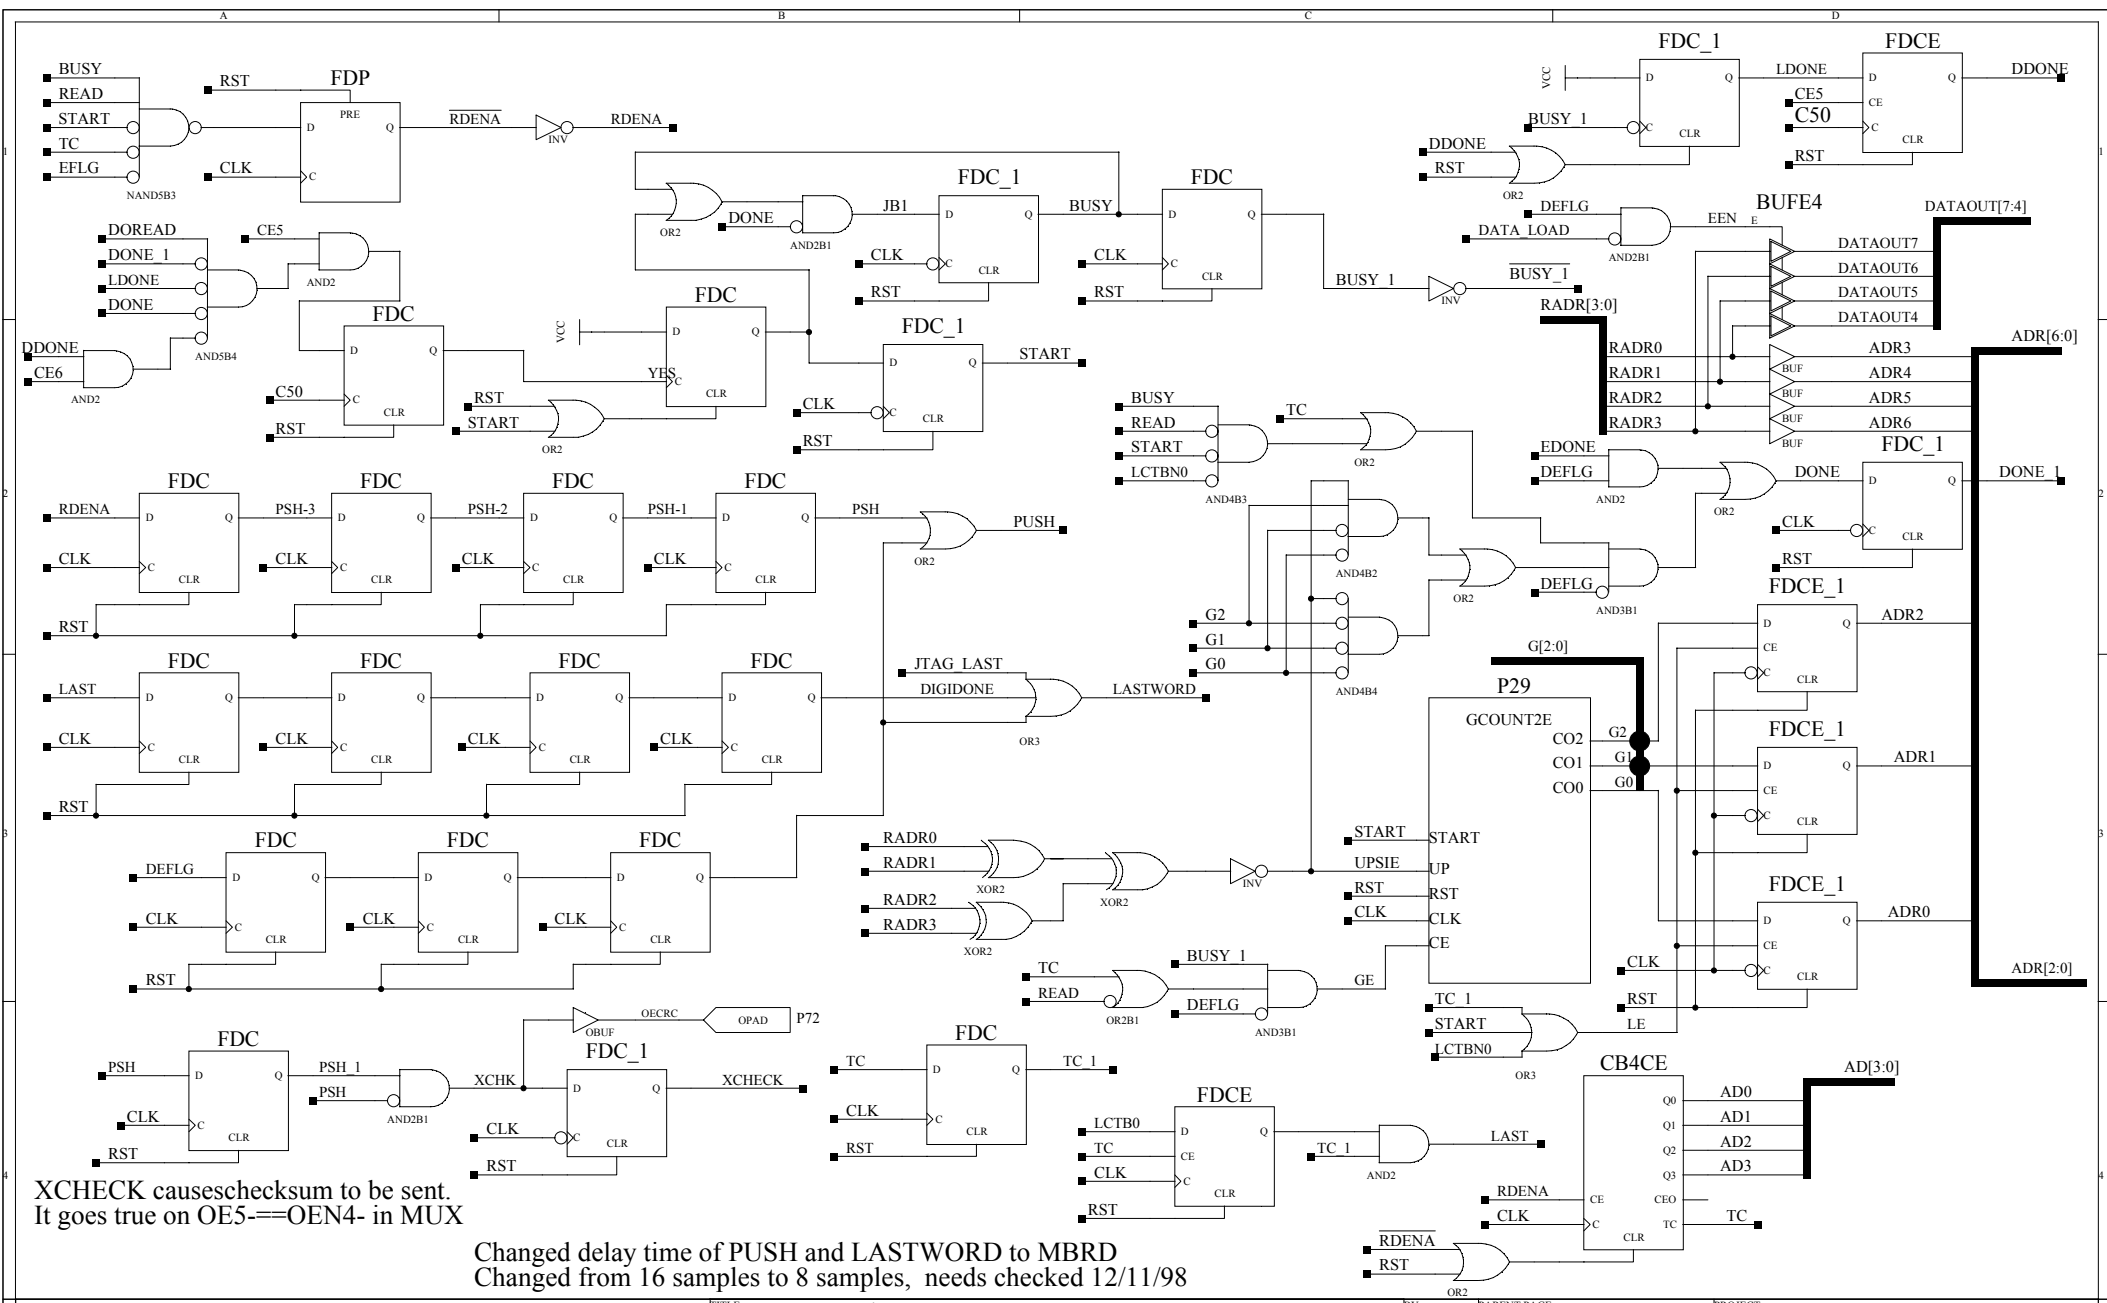 A B C D
BUSY
READ
START
TC
EFLG
NAND5B3
RST
FDP
PRE
D Q
C
CLK
RDENA
INV
RDENA
DOREAD
DONE_1
LDONE
DONE
AND5B4
CE5
AND2
DDONE
CE6
AND2
FDC
D Q
C
CLR
C50
RST
VCC
FDC
D Q
YES
C
CLR
RST
START
OR2
OR2
DONE
AND2B1
JB1
FDC_1
D Q
C
CLR
CLK
RST
BUSY
FDC
D Q
C
CLR
CLK
RST
BUSY_1
INV
BUSY_1
FDC_1
D Q
C
CLR
CLK
RST
START
VCC
FDC_1
D Q
C
CLR
BUSY_1
DDONE
RST
OR2
LDONE
CE5
C50
RST
FDCE
D Q
CE
C
CLR
DDONE
DEFLG
DATA_LOAD
AND2B1
EEN
E
BUFE4
DATAOUT[7:4]
DATAOUT7
DATAOUT6
DATAOUT5
DATAOUT4
RADR[3:0]
RADR0
RADR1
RADR2
RADR3
BUF
BUF
BUF
BUF
ADR3
ADR4
ADR5
ADR6
ADR[6:0]
BUSY
READ
START
LCTBN0
AND4B3
TC
OR2
AND4B2
G2
G1
G0
AND4B4
OR2
DEFLG
AND3B1
EDONE
DEFLG
AND2
OR2
DONE
FDC_1
D Q
C
CLR
CLK
RST
DONE_1
RDENA
FDC
D Q
C
CLR
CLK
PSH-3
FDC
D Q
C
CLR
CLK
PSH-2
FDC
D Q
C
CLR
CLK
PSH-1
FDC
D Q
C
CLR
CLK
PSH
OR2
PUSH
RST
LAST
FDC
D Q
C
CLR
CLK
FDC
D Q
C
CLR
CLK
FDC
D Q
C
CLR
CLK
FDC
D Q
C
CLR
CLK
RST
JTAG_LAST
DIGIDONE
OR3
LASTWORD
DEFLG
FDC
D Q
C
CLR
CLK
FDC
D Q
C
CLR
CLK
FDC
D Q
C
CLR
CLK
RST
RADR0
RADR1
XOR2
RADR2
RADR3
XOR2
XOR2
INV
TC
READ
OR2B1
BUSY_1
DEFLG
AND3B1
GE
START
UPSIE
RST
CLK
P29
GCOUNT2E
START
UP
RST
CLK
CE
CO2
CO1
CO0
G[2:0]
G2
G1
G0
FDCE_1
D Q
CE
C
CLR
ADR2
FDCE_1
D Q
CE
C
CLR
ADR1
FDCE_1
D Q
CE
C
CLR
ADR0
CLK
RST
ADR[2:0]
TC_1
START
LCTBN0
OR3
LE
PSH
FDC
D Q
C
CLR
CLK
RST
PSH_1
PSH
AND2B1
XCHK
OBUF
OECRC
OPAD
P72
FDC_1
D Q
C
CLR
CLK
RST
XCHECK
TC
FDC
D Q
C
CLR
CLK
RST
TC_1
LCTB0
TC
CLK
RST
FDCE
D Q
CE
C
CLR
TC_1
AND2
LAST
CB4CE
Q0
Q1
Q2
Q3
CE
CEO
C
TC
CLR
RDENA
CLK
RDENA
RST
OR2
AD0
AD1
AD2
AD3
AD[3:0]
TC
XCHECK causeschecksum to be sent.
It goes true on OE5-==OEN4- in MUX
Changed delay time of PUSH and LASTWORD to MBRD
Changed from 16 samples to 8 samples, needs checked 12/11/98
1 1
2 2
3 3
4 4